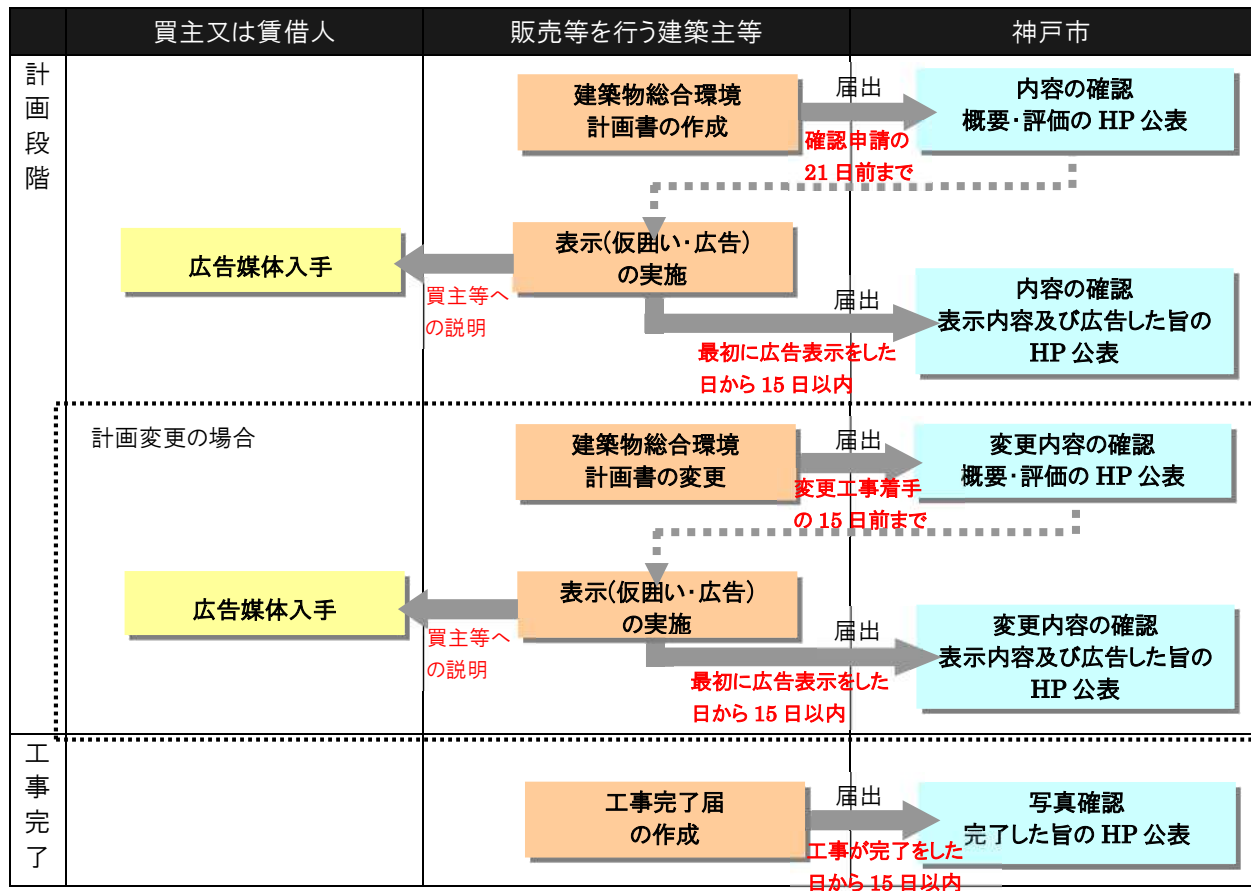 買主又は賃借人
販売等を行う建築主等
神戸市
計
画
段
階
建築物総合環境
計画書の作成
届出
確認申請の
21 日前まで
内容の確認
概要・評価の HP 公表
広告媒体入手
買主等へ
の説明
表示(仮囲い・広告)
の実施
届出
最初に広告表示をした
日から 15 日以内
内容の確認
表示内容及び広告した旨の
HP 公表
計画変更の場合
建築物総合環境
計画書の変更
届出
変更工事着手
の 15 日前まで
変更内容の確認
概要・評価の HP 公表
広告媒体入手
買主等へ
の説明
表示(仮囲い・広告)
の実施
届出
最初に広告表示をした
日から 15 日以内
変更内容の確認
表示内容及び広告した旨の
HP 公表
工
事
完
了
工事完了届
の作成
届出
工事が完了をした
日から 15 日以内
写真確認
完了した旨の HP 公表